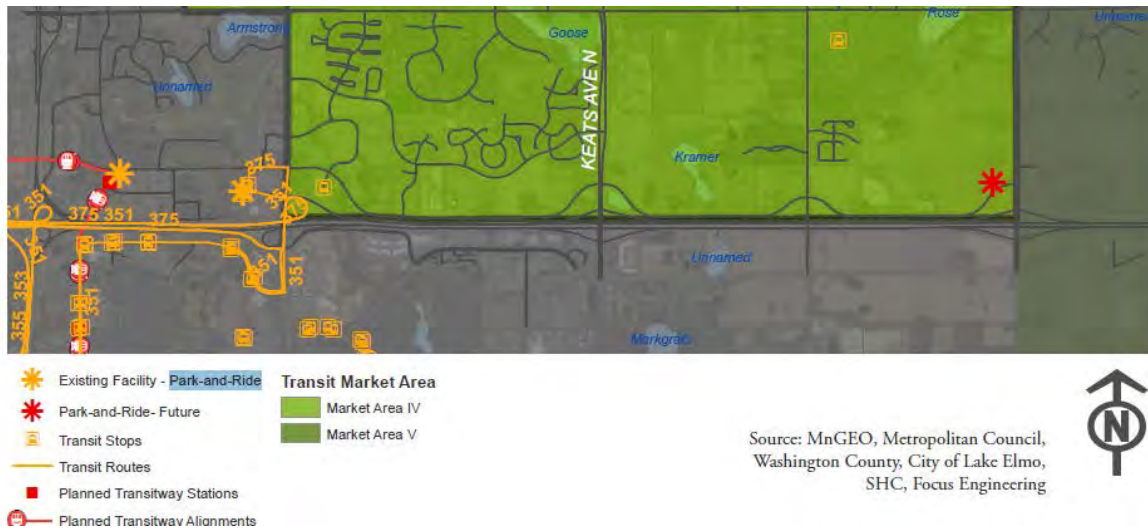 Armstrong
Goose
Rose
Unnamed
Unnamed
KEATS AVE N
Kramer
375
351
351
351
375 351 375
361
351
353
351
355
Unnamed
Markgrafs
Existing Facility - Park-and-Ride
Park-and-Ride- Future
Transit Stops
Transit Routes
Planned Transitway Stations
Planned Transitway Alignments
Transit Market Area
Market Area IV
Market Area V
Source: MnGEO, Metropolitan Council,
Washington County, City of Lake Elmo,
SHC, Focus Engineering
N